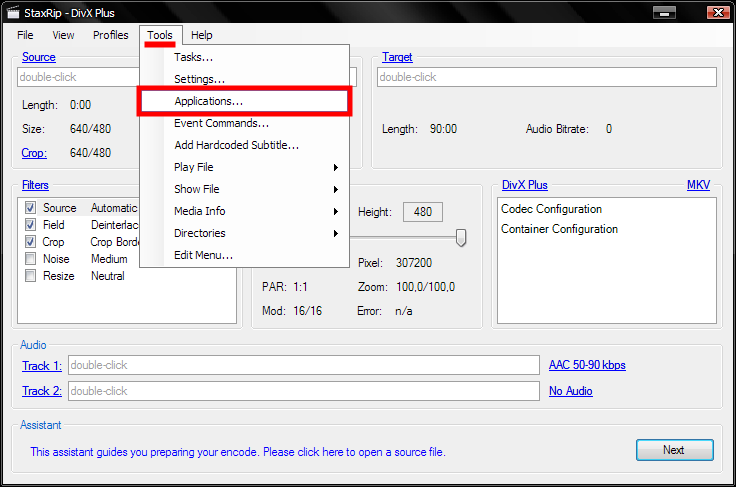 StaxRip - DivX Plus
File View Profiles Tools Help
Tasks...
Settings...
Applications...
Event Commands...
Add Hardcoded Subtitle...
Play File
Show File
Media Info
Directories
Edit Menu...
Source
double-click
Length: 0:00
Size: 640/480
Crop: 640/480
Target
double-click
Length: 90:00 Audio Bitrate: 0
Filters
Source Automatic
Field Deinterlac
Crop Crop Borde
Noise Medium
Resize Neutral
Height: 480
Pixel: 307200
PAR: 1:1 Zoom: 100,0/100,0
Mod: 16/16 Error: n/a
DivX Plus MKV
Codec Configuration
Container Configuration
Audio
Track 1: double-click AAC 50-90 kbps
Track 2: double-click No Audio
Assistant
This assistant guides you preparing your encode. Please click here to open a source file.
Next